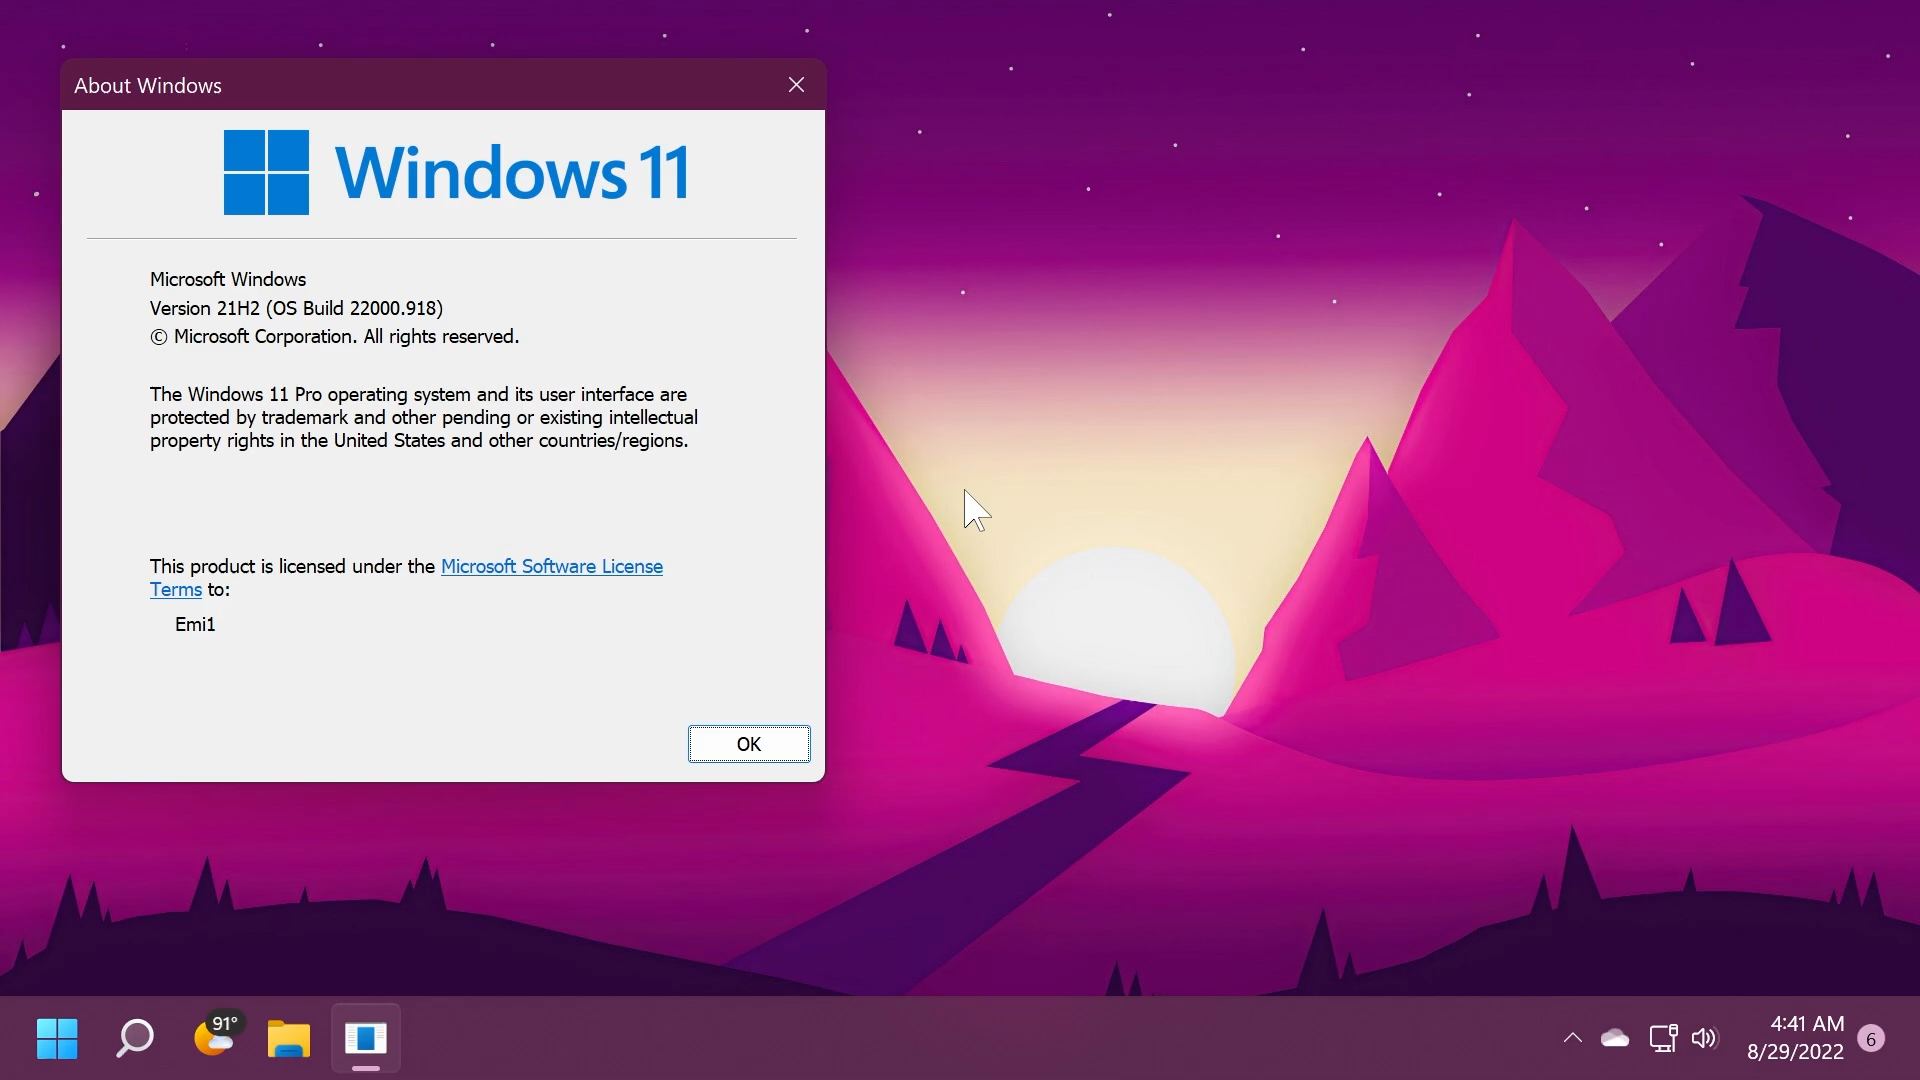 About Windows
Windows 11
Microsoft Windows
Version 21H2 (OS Build 22000.918)
© Microsoft Corporation. All rights reserved.
The Windows 11 Pro operating system and its user interface are
protected by trademark and other pending or existing intellectual
property rights in the United States and other countries/regions.
This product is licensed under the Microsoft Software License
Terms to:
Emi1
OK
91°
4:41 AM
8/29/2022
6